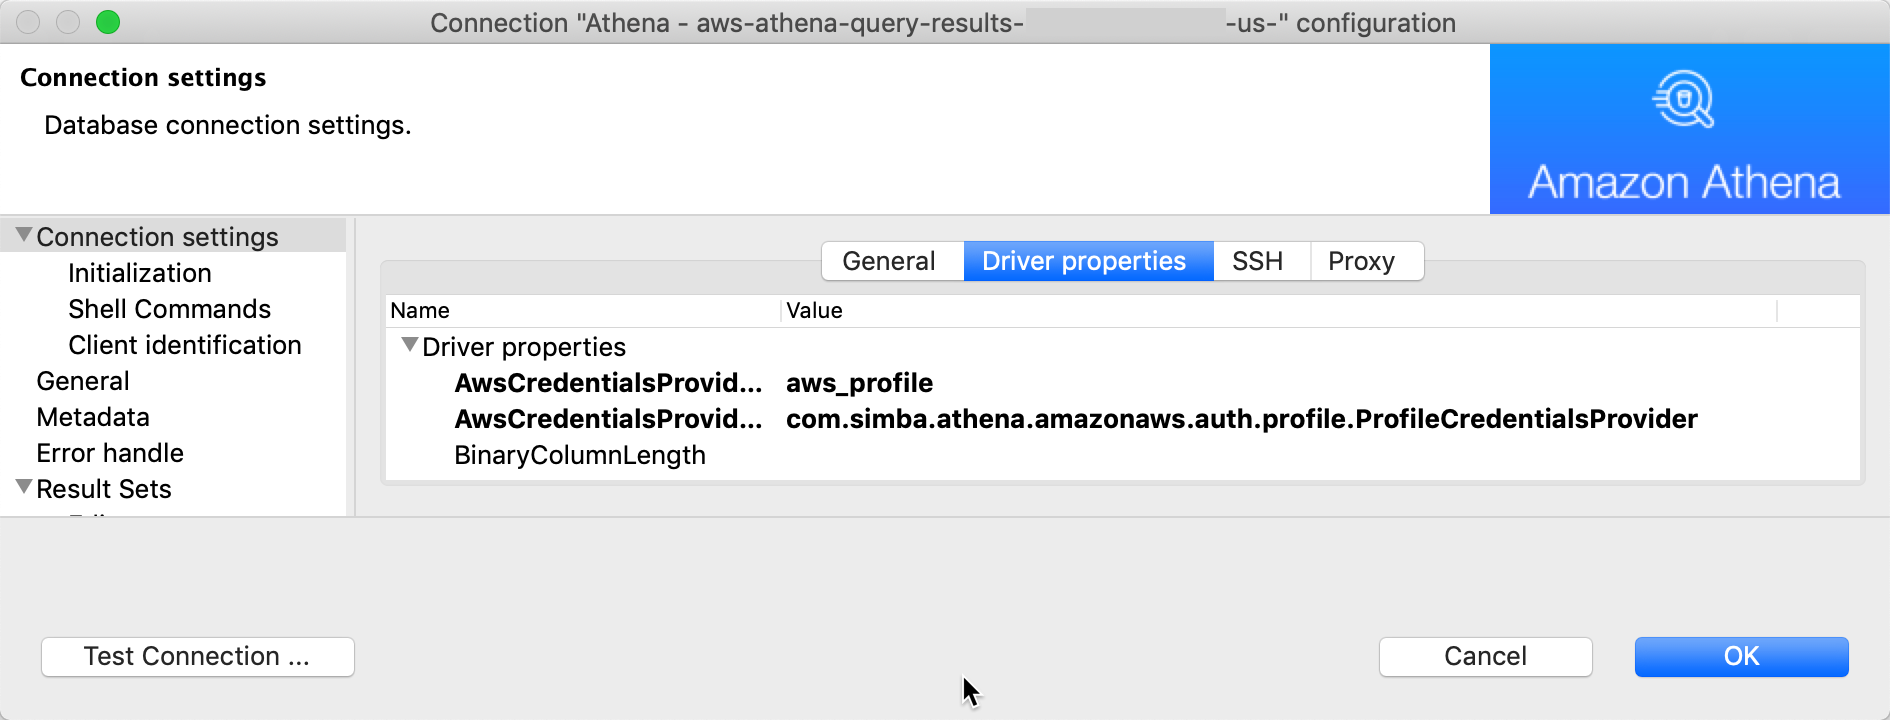 Connection "Athena - aws-athena-query-results- -us-" configuration
Connection settings
Database connection settings.
Amazon Athena
Connection settings
Initialization
Shell Commands
Client identification
General
Metadata
Error handle
Result Sets
General Driver properties SSH Proxy
Name Value
Driver properties
AwsCredentialsProvid... aws_profile
AwsCredentialsProvid... com.simba.athena.amazonaws.auth.profile.ProfileCredentialsProvider
BinaryColumnLength
Test Connection ... Cancel OK